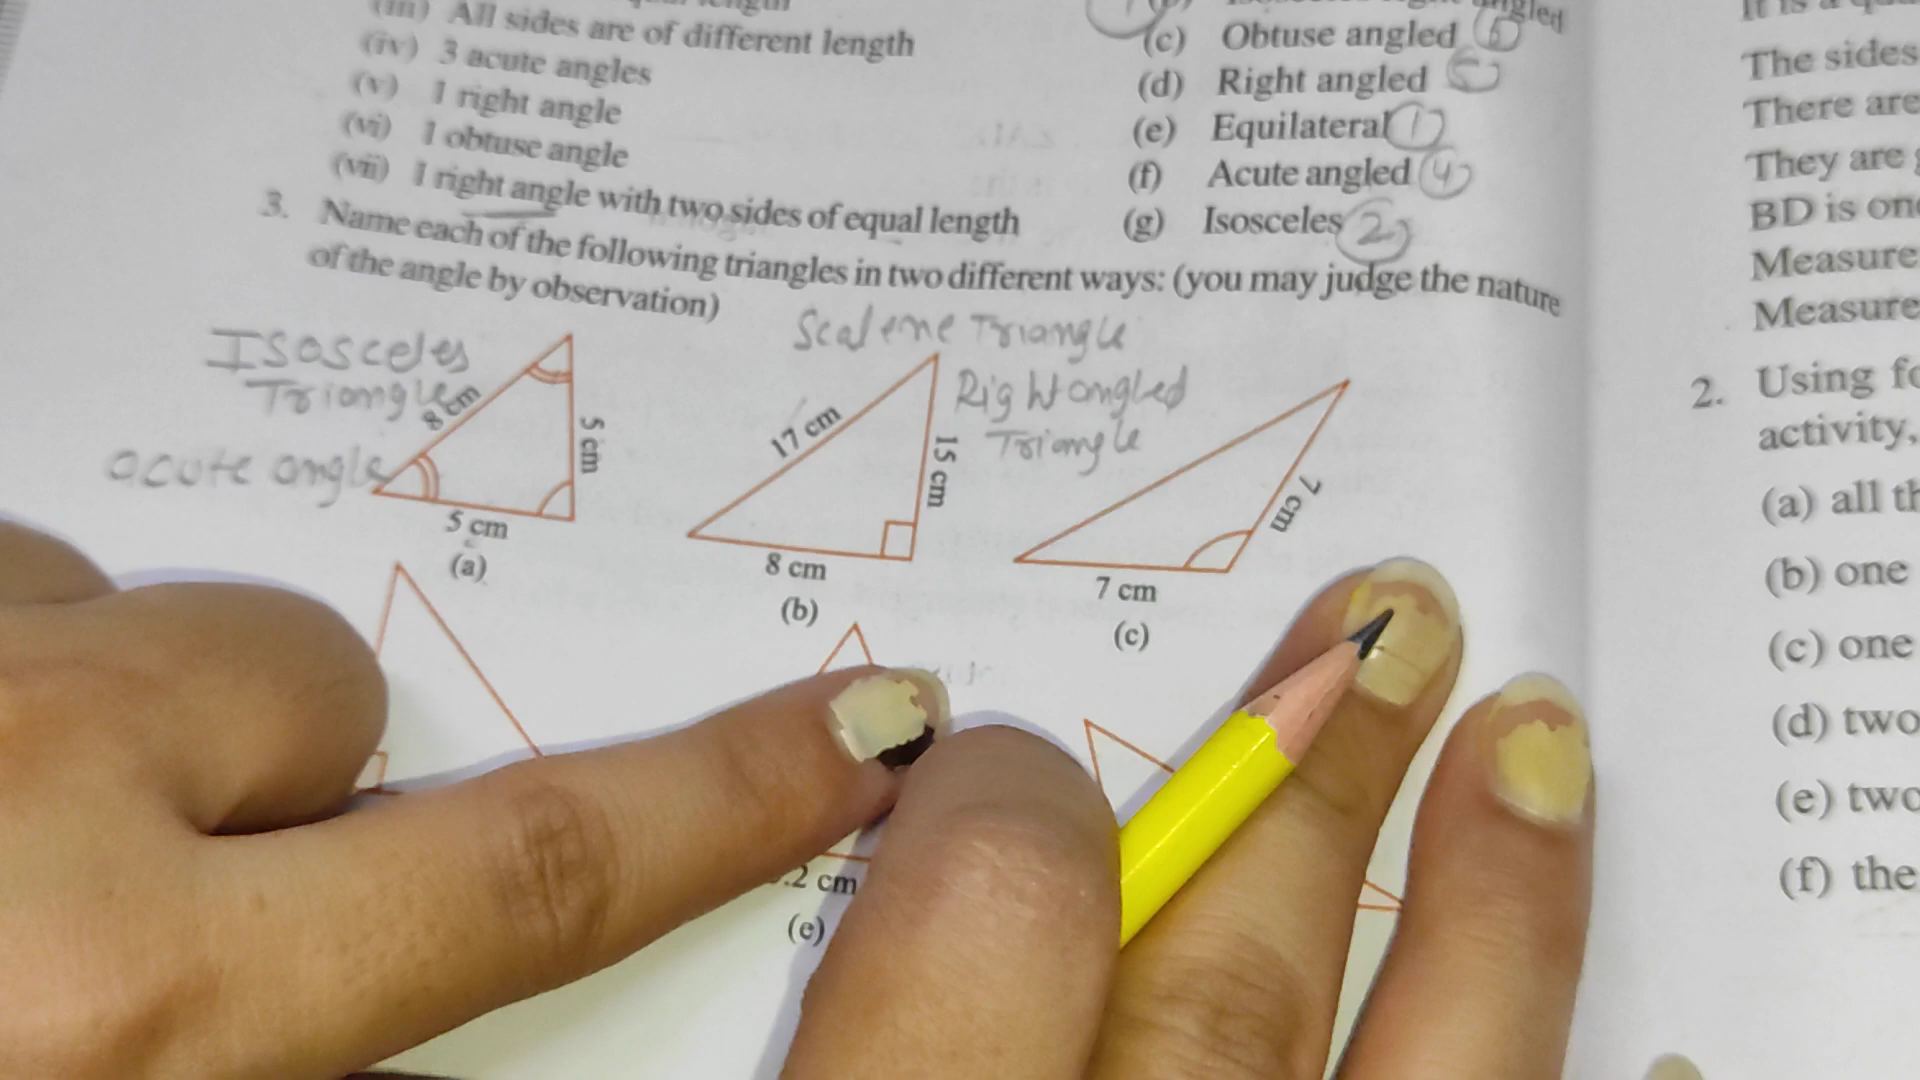 (iii) All sides are of different length
(iv) 3 acute angles
(v) 1 right angle
(vi) 1 obtuse angle
(vii) 1 right angle with two sides of equal length
(c) Obtuse angled 6
(d) Right angled 5
(e) Equilateral 1
(f) Acute angled 4
(g) Isosceles 2
3. Name each of the following triangles in two different ways: (you may judge the nature
of the angle by observation)
Isosceles
Triangle
acute angle
8 cm
5 cm
5 cm
(a)
Scalene Triangle
Right angled
Triangle
17 cm
15 cm
8 cm
(b)
7 cm
7 cm
(c)
.2 cm
(e)
The sides
There are
They are
BD is
Measure
Measure
2. Using
activity,
(a) all
(b) one
(c) one
(d) two
(e)
(f) the